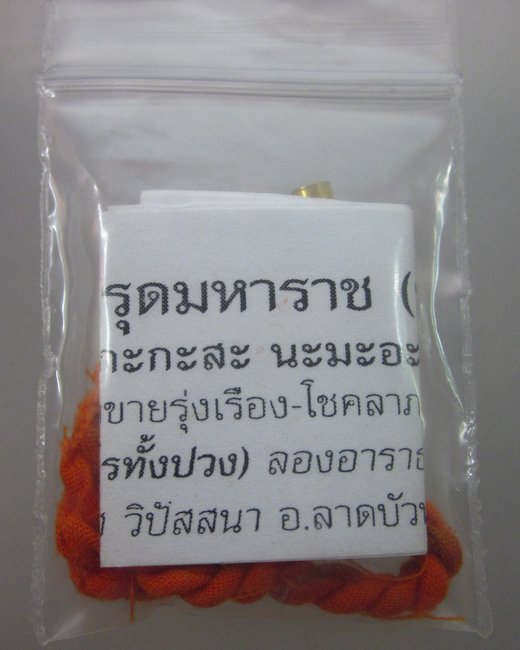 รุดมหาราช (
กะกะสะ นะมะอะ
ขายรุ่งเรือง-โชคลาภ
รทั้งปวง) ลองอาราธ
วิปัสสนา อ.ลาดบัว